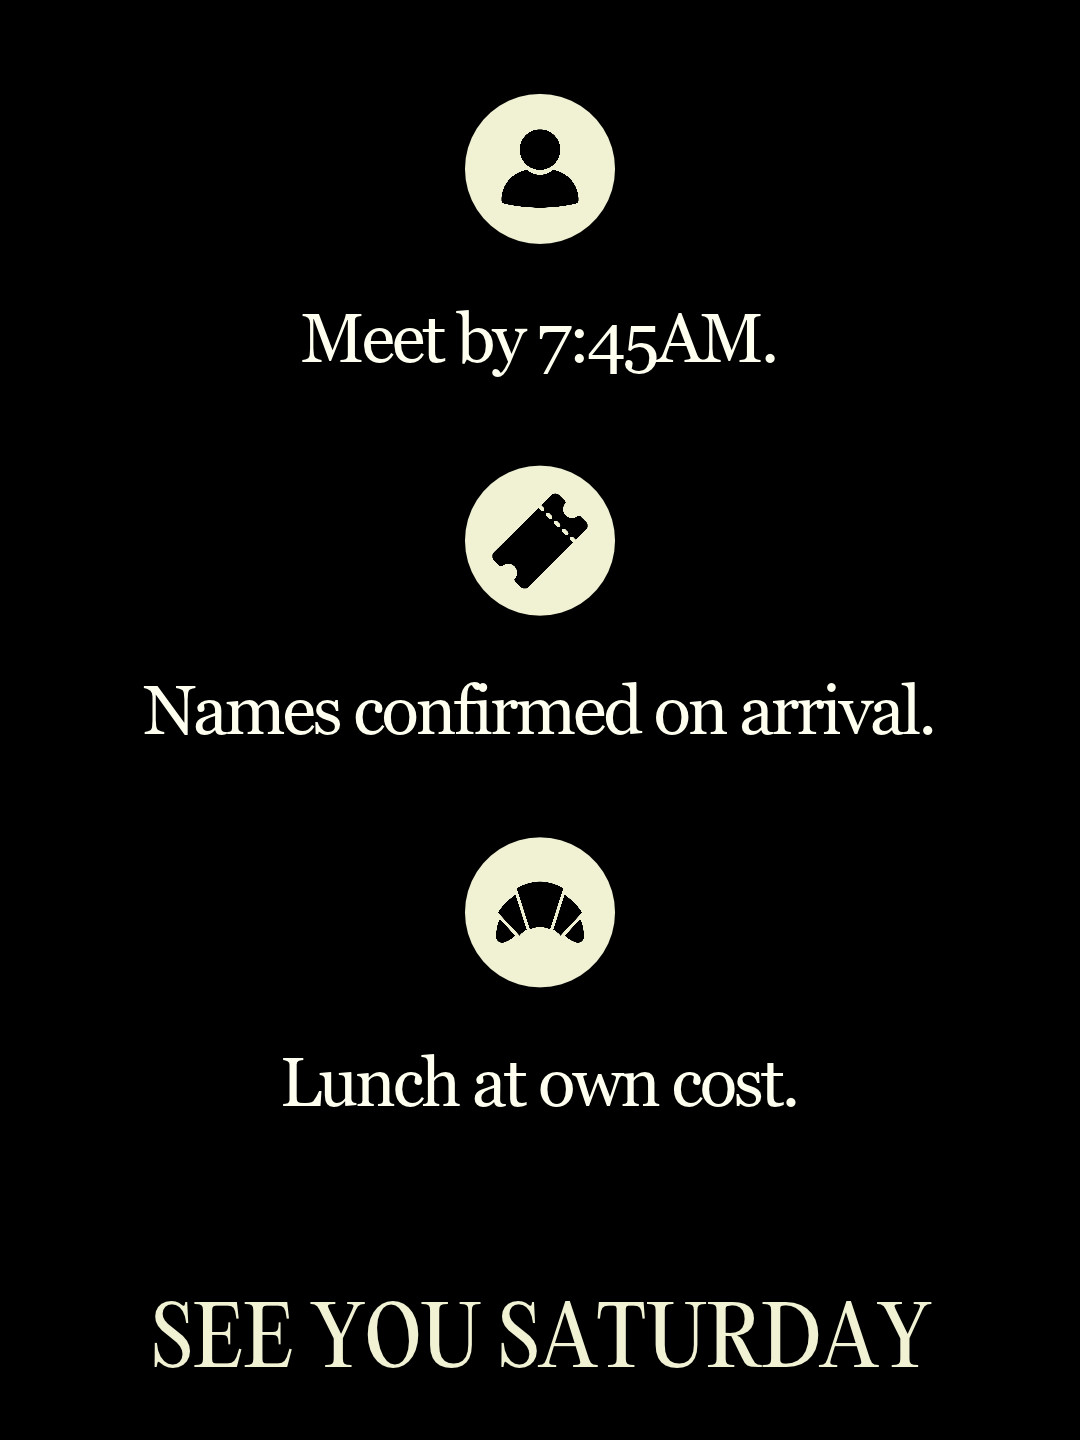 Meet by 7:45AM.
Names confirmed on arrival.
Lunch at own cost.
SEE YOU SATURDAY